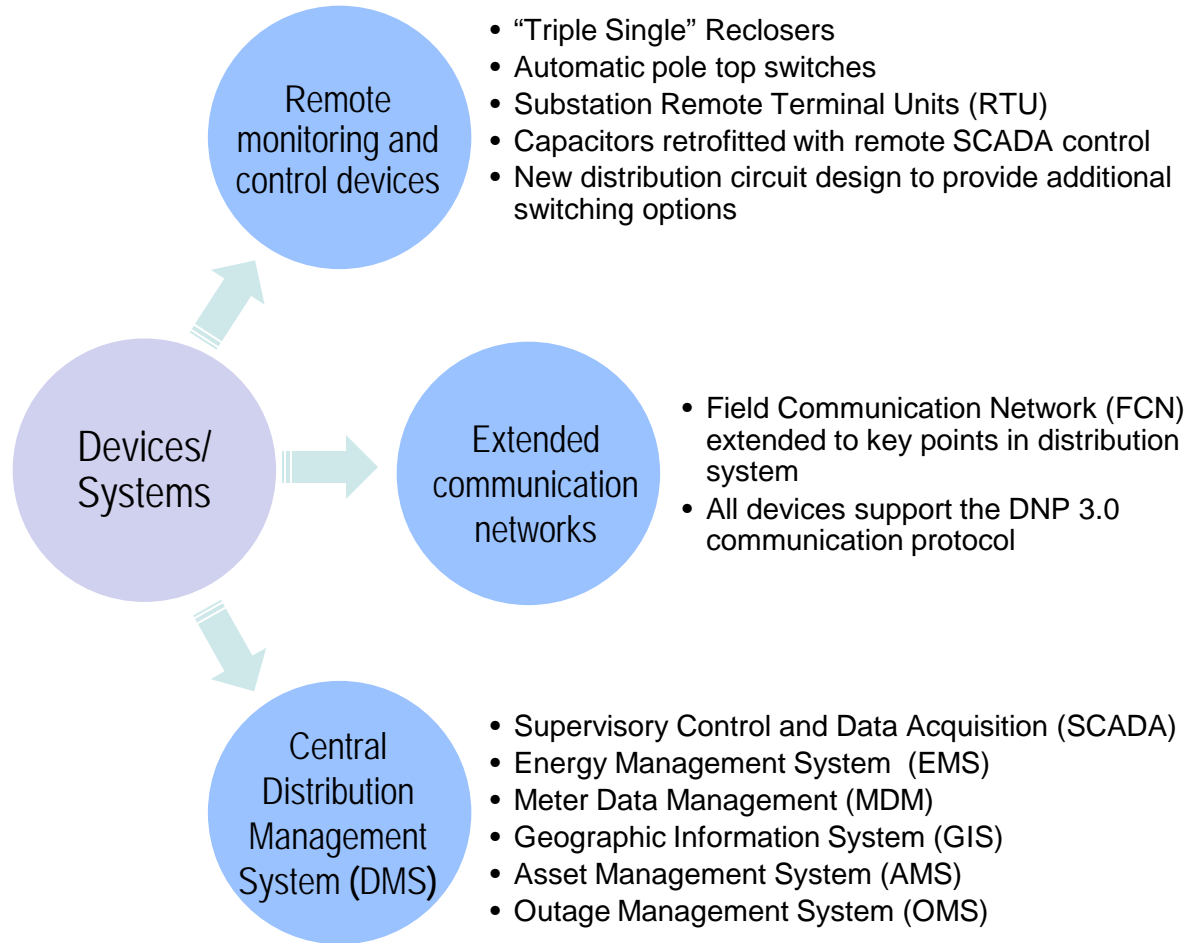 Remote
monitoring and
control devices
• “Triple Single” Reclosers
• Automatic pole top switches
• Substation Remote Terminal Units (RTU)
• Capacitors retrofitted with remote SCADA control
• New distribution circuit design to provide additional
switching options
Devices/
Systems
Extended
communication
networks
• Field Communication Network (FCN)
extended to key points in distribution
system
• All devices support the DNP 3.0
communication protocol
Central
Distribution
Management
System (DMS)
• Supervisory Control and Data Acquisition (SCADA)
• Energy Management System (EMS)
• Meter Data Management (MDM)
• Geographic Information System (GIS)
• Asset Management System (AMS)
• Outage Management System (OMS)